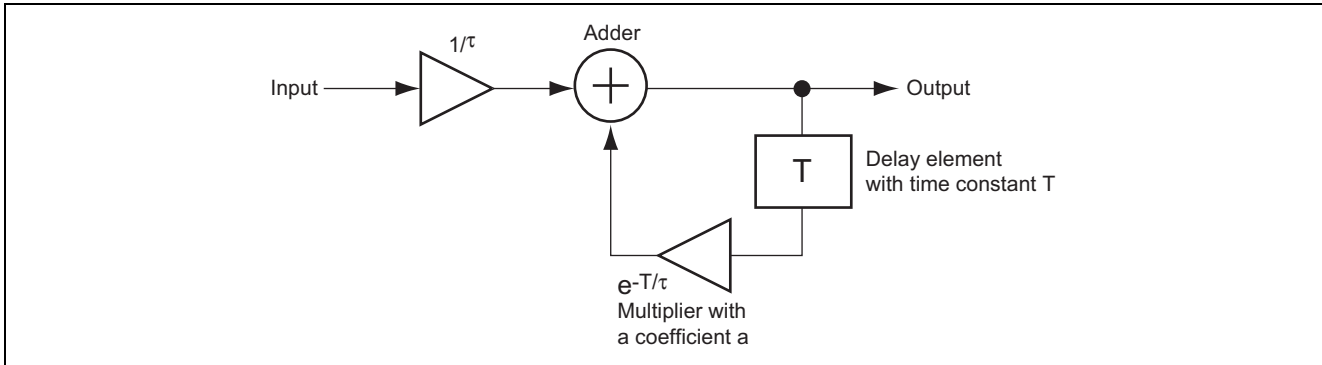 Adder
1/τ
Input
+
Output
T
Delay element
with time constant T
e-T/τ
Multiplier with
a coefficient a